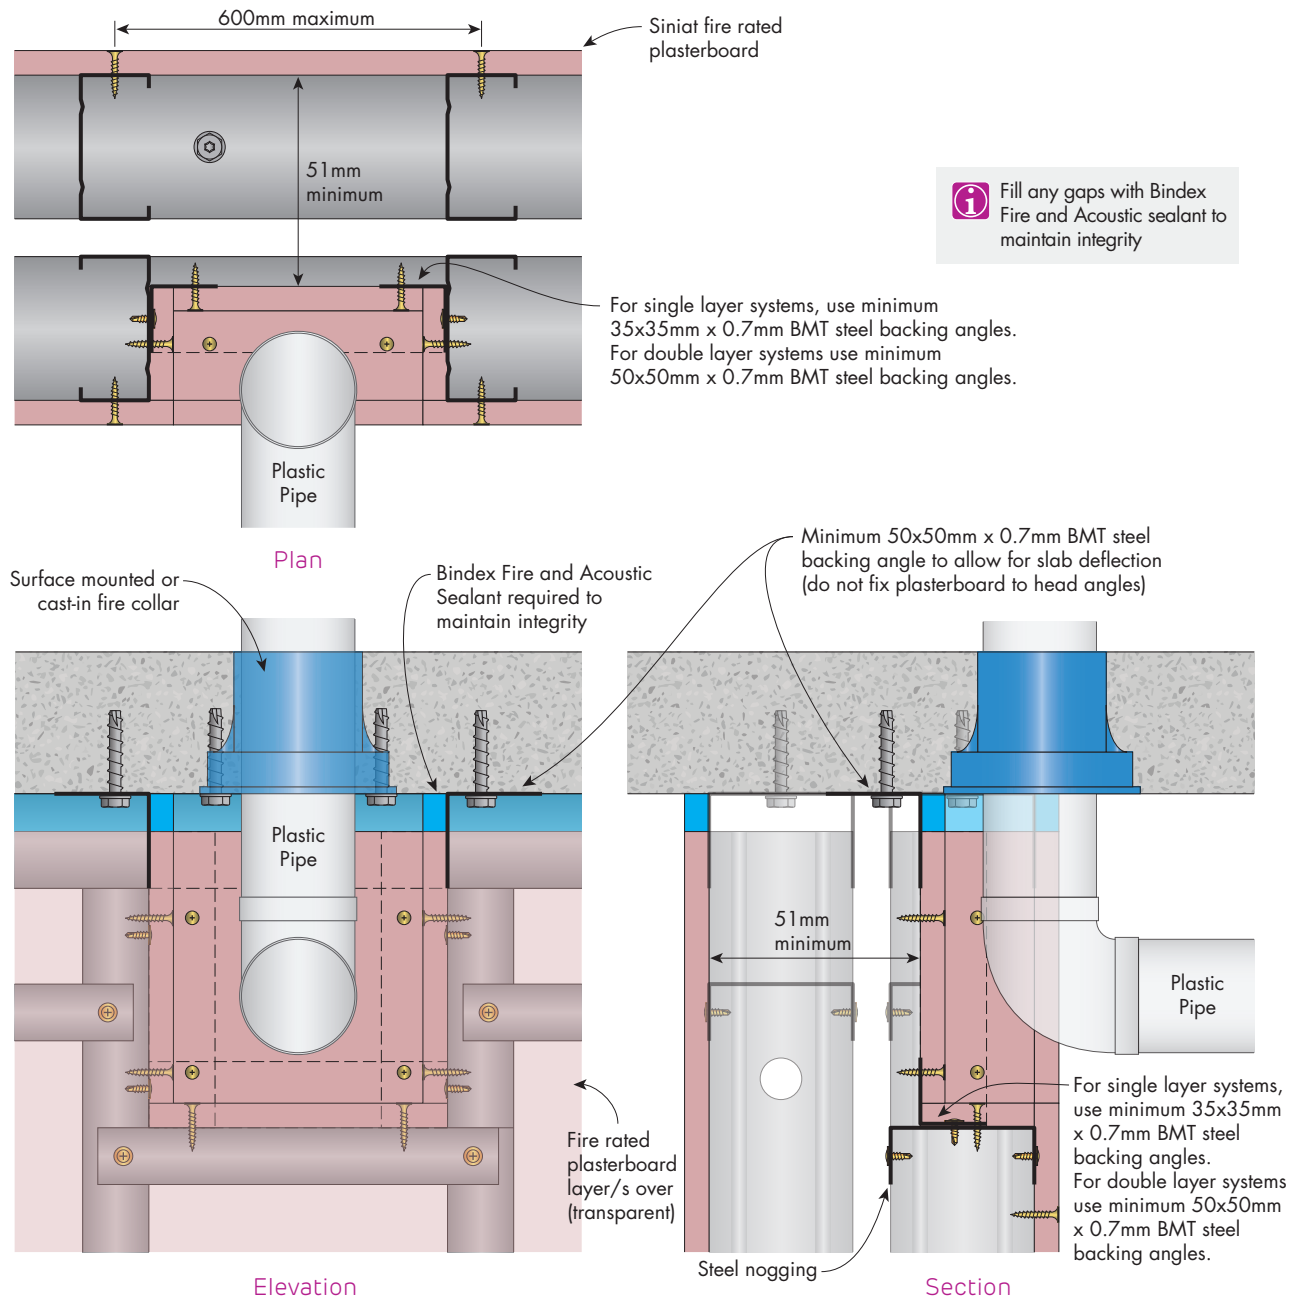 600mm maximum
Siniat fire rated
plasterboard
51mm
minimum
Fill any gaps with Bindex
Fire and Acoustic sealant to
maintain integrity
For single layer systems, use minimum
35x35mm x 0.7mm BMT steel backing angles.
For double layer systems use minimum
50x50mm x 0.7mm BMT steel backing angles.
Plastic
Pipe
Plan
Surface mounted or
cast-in fire collar
Bindex Fire and Acoustic
Sealant required to
maintain integrity
Minimum 50x50mm x 0.7mm BMT steel
backing angle to allow for slab deflection
(do not fix plasterboard to head angles)
Plastic
Pipe
51mm
minimum
Plastic
Pipe
Fire rated
plasterboard
layer/s over
(transparent)
For single layer systems,
use minimum 35x35mm
x 0.7mm BMT steel
backing angles.
For double layer systems
use minimum 50x50mm
x 0.7mm BMT steel
backing angles.
Steel nogging
Elevation
Section